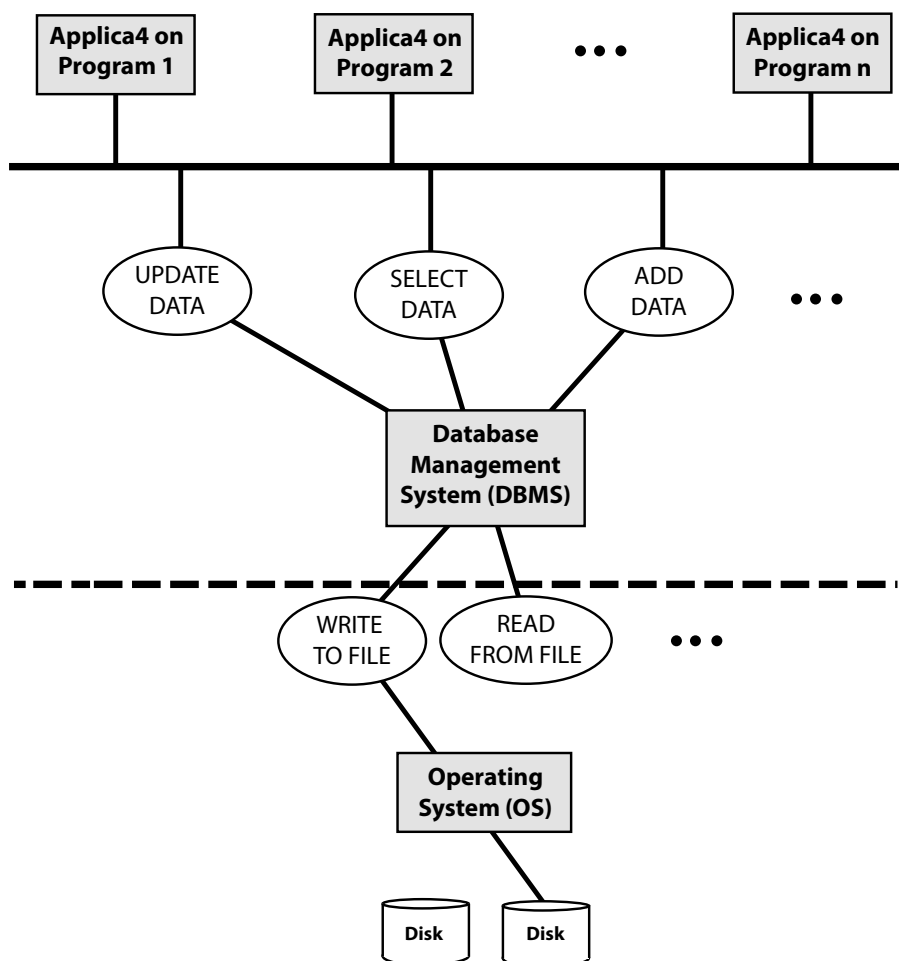 Applica4 on
Program 1
Applica4 on
Program 2
•••
Applica4 on
Program n
UPDATE
DATA
SELECT
DATA
ADD
DATA
•••
Database
Management
System (DBMS)
WRITE
TO FILE
READ
FROM FILE
•••
Operating
System (OS)
Disk
Disk